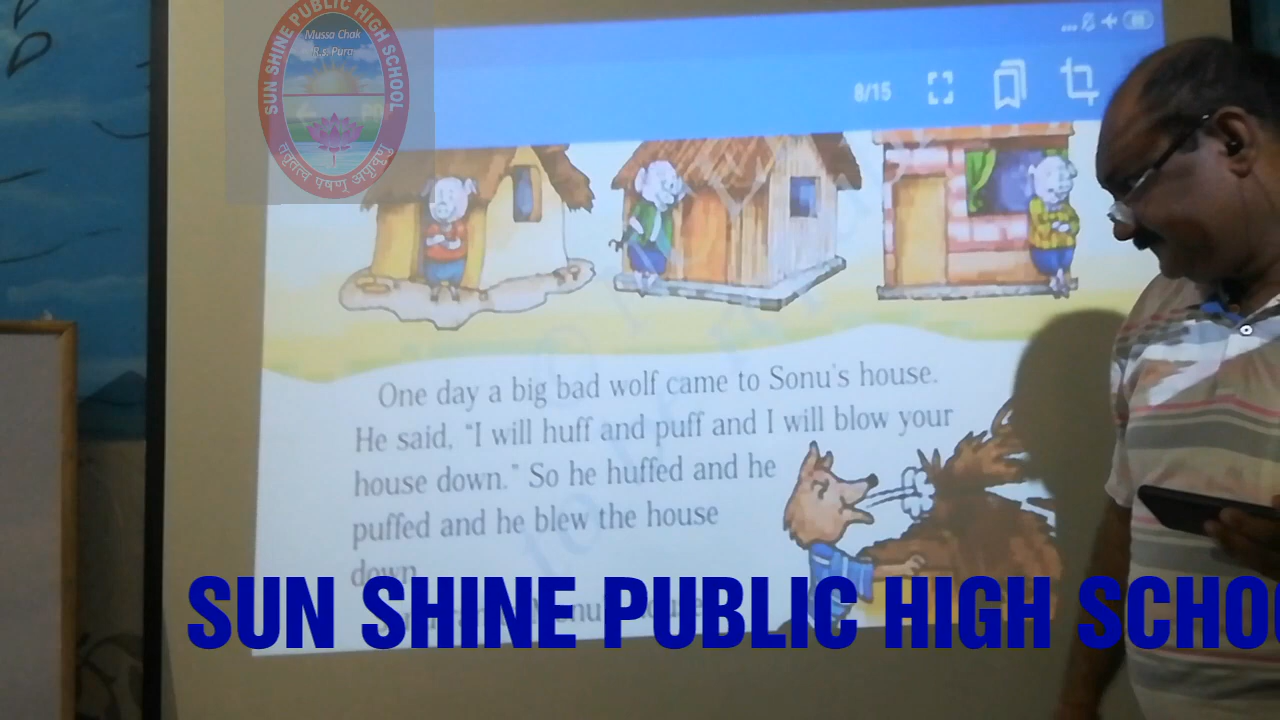 SUN SHINE PUBLIC HIGH SCHOOL
Mussa Chak
R.s. Pura
8/15
One day a big bad wolf came to Sonu's house.
He said, "I will huff and puff and I will blow your
house down." So he huffed and he
puffed and he blew the house
down.
SUN SHINE PUBLIC HIGH SCHO